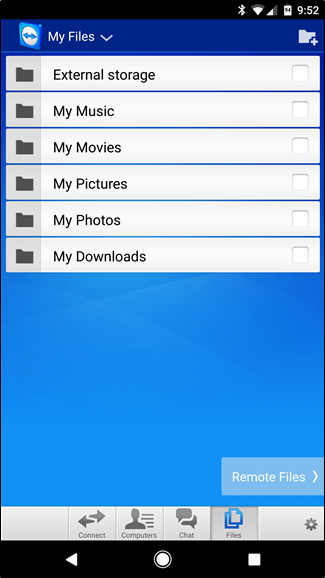 9:52
My Files
External storage
My Music
My Movies
My Pictures
My Photos
My Downloads
Remote Files
Connect Computers Chat Files